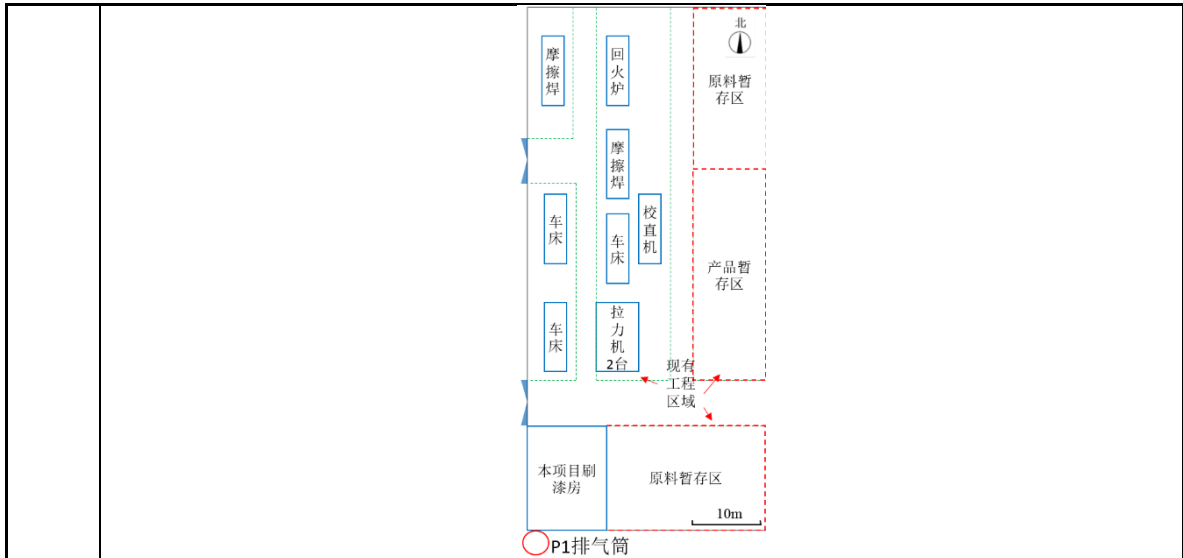 北
摩
擦
焊
回
火
炉
原料暂
存区
摩
擦
焊
车
床
校
直
机
车
床
产品暂
存区
车
床
拉
力
机
2台
现有
工程
区域
本项目刷
漆房
原料暂存区
10m
P1排气筒